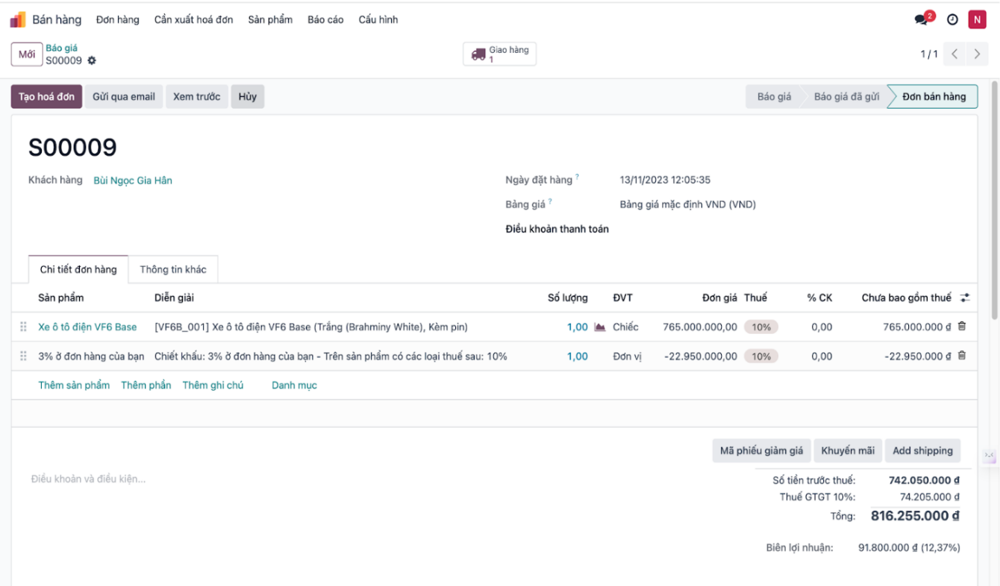 Bán hàng Đơn hàng Cần xuất hoá đơn Sản phẩm Báo cáo Cấu hình 2 N
Mới Báo giá Giao hàng
S00009 1 1 / 1
Tạo hoá đơn Gửi qua email Xem trước Hủy Báo giá Báo giá đã gửi Đơn bán hàng
S00009
Khách hàng Bùi Ngọc Gia Hân Ngày đặt hàng ? 13/11/2023 12:05:35
Bảng giá ? Bảng giá mặc định VND (VND)
Điều khoản thanh toán
Chi tiết đơn hàng Thông tin khác
Sản phẩm Diễn giải Số lượng ĐVT Đơn giá Thuế % CK Chưa bao gồm thuế
Xe ô tô điện VF6 Base [VF6B_001] Xe ô tô điện VF6 Base (Trắng (Brahminy White), Kèm pin) 1,00 Chiếc 765.000.000,00 10% 0,00 765.000.000 ₫
3% ở đơn hàng của bạn Chiết khấu: 3% ở đơn hàng của bạn - Trên sản phẩm có các loại thuế sau: 10% 1,00 Đơn vị -22.950.000,00 10% 0,00 -22.950.000 ₫
Thêm sản phẩm Thêm phần Thêm ghi chú Danh mục
Mã phiếu giảm giá Khuyến mãi Add shipping
Điều khoản và điều kiện... Số tiền trước thuế: 742.050.000 ₫
Thuế GTGT 10%: 74.205.000 ₫
Tổng: 816.255.000 ₫
Biên lợi nhuận: 91.800.000 ₫ (12,37%)